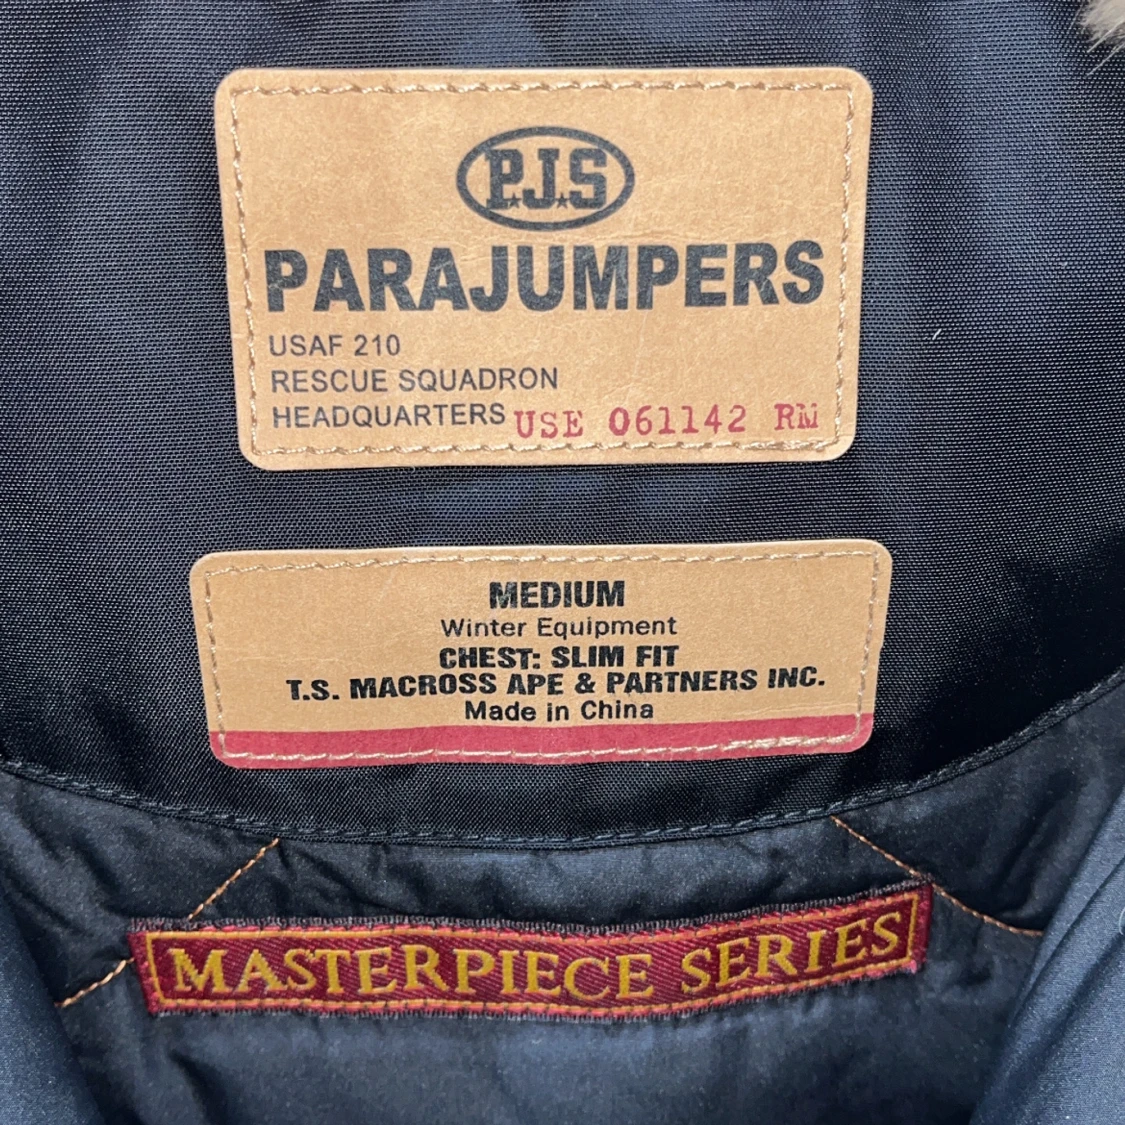 P.J.S
PARAJUMPERS
USAF 210
RESCUE SQUADRON
HEADQUARTERS USE 061142 RM
MEDIUM
Winter Equipment
CHEST: SLIM FIT
T.S. MACROSS APE & PARTNERS INC.
Made in China
MASTERPIECE SERIES